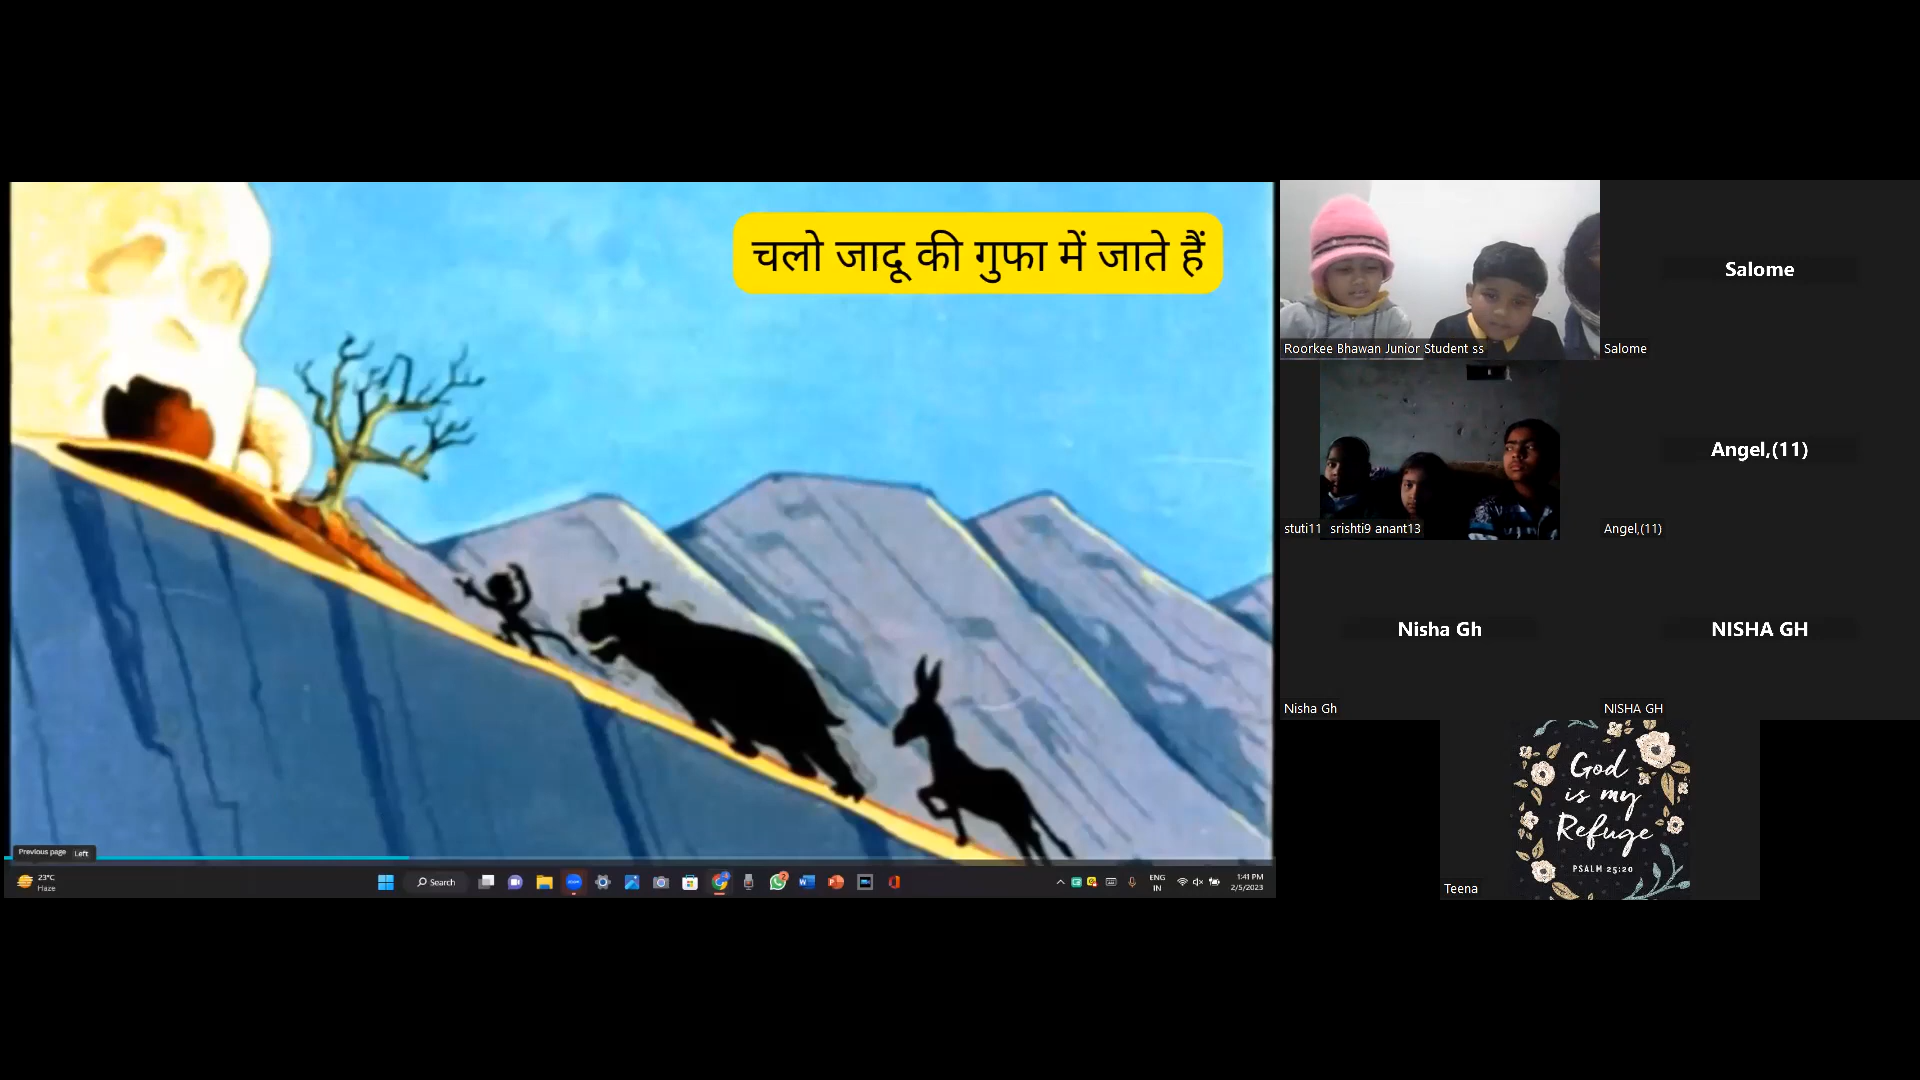 चलो जादू की गुफा में जाते हैं
Previous page Left
23°C
Haze
Search
ENG
IN
1:41 PM
2/5/2023
Roorkee Bhawan Junior Student ss
Salome
Salome
stuti11 srishti9 anant13
Angel,(11)
Angel,(11)
Nisha Gh
Nisha Gh
NISHA GH
NISHA GH
God
is my
Refuge
PSALM 25:20
Teena